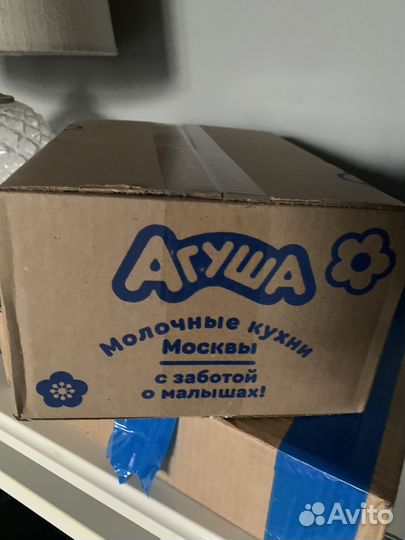 Агуша
Молочные кухни
Москвы
с заботой
о малышах!
Avito